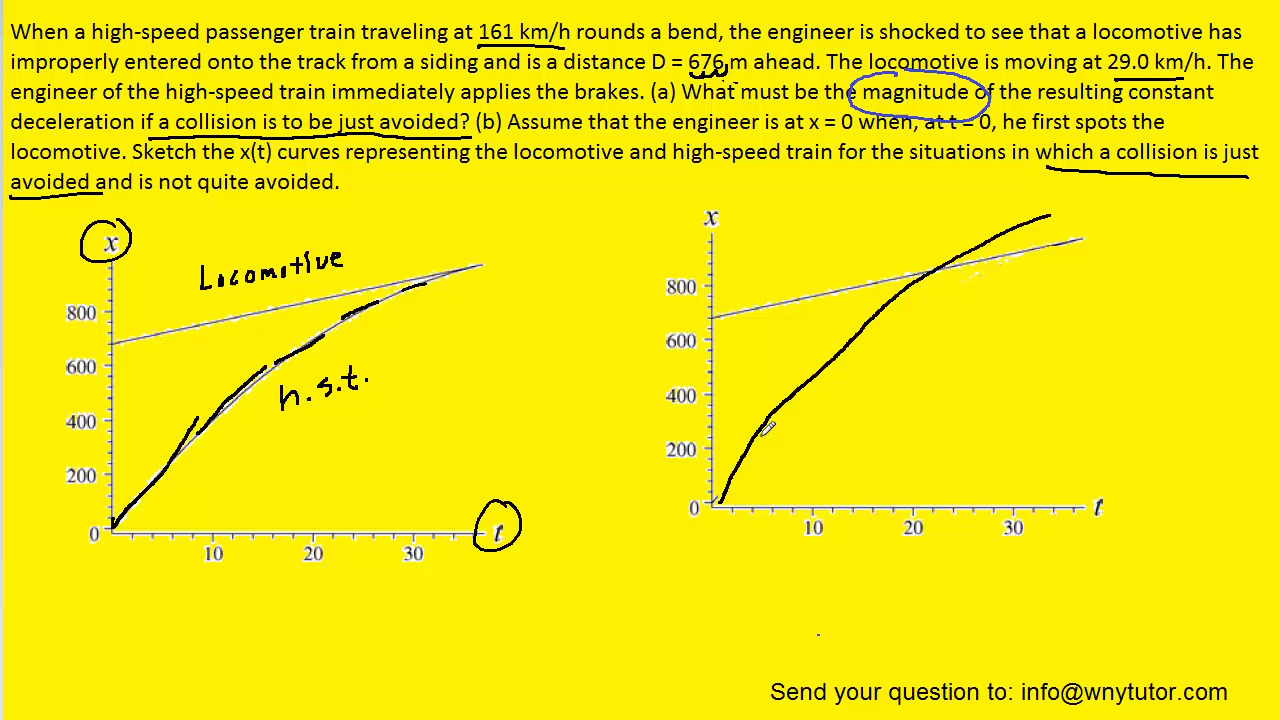 When a high-speed passenger train traveling at 161 km/h rounds a bend, the engineer is shocked to see that a locomotive has
improperly entered onto the track from a siding and is a distance D = 676 m ahead. The locomotive is moving at 29.0 km/h. The
engineer of the high-speed train immediately applies the brakes. (a) What must be the magnitude of the resulting constant
deceleration if a collision is to be just avoided? (b) Assume that the engineer is at x = 0 when, at t = 0, he first spots the
locomotive. Sketch the x(t) curves representing the locomotive and high-speed train for the situations in which a collision is just
avoided and is not quite avoided.
x
Locomotive
800
600
h.s.t.
400
200
0
t
10 20 30
x
800
600
400
200
0
t
10 20 30
Send your question to: info@wnytutor.com